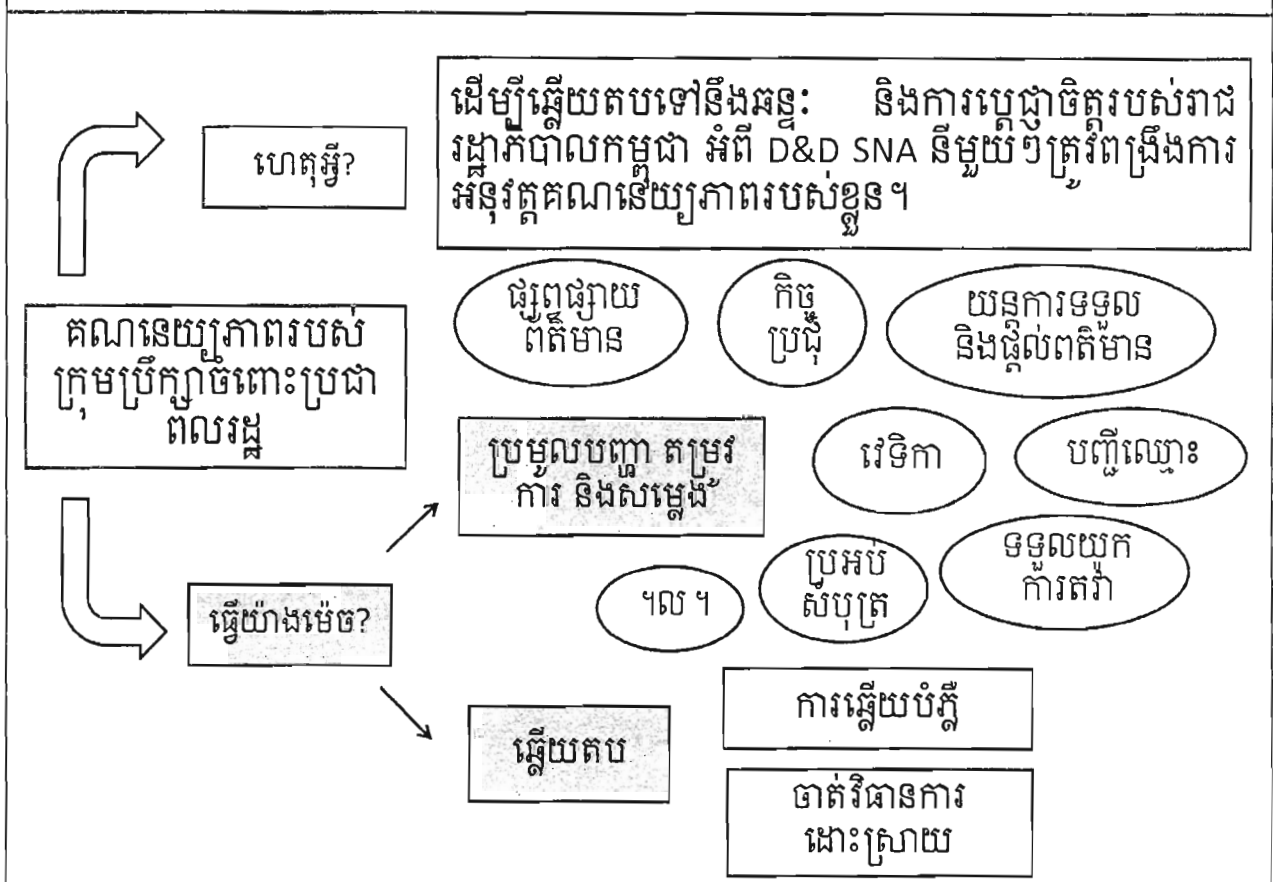 ដើម្បីឆ្លើយតបទៅនឹងឆន្ទៈ និងការប្តេជ្ញាចិត្តរបស់រាជ
រដ្ឋាភិបាលកម្ពុជា អំពី D&D SNA នីមួយៗត្រូវពង្រឹងការ
អនុវត្តគណនេយ្យភាពរបស់ខ្លួន។
ហេតុអ្វី?
គណនេយ្យភាពរបស់
ក្រុមប្រឹក្សាចំពោះប្រជា
ពលរដ្ឋ
ផ្សព្វផ្សាយ
ព័ត៌មាន
កិច្ច
ប្រជុំ
យន្តការទទួល
និងផ្តល់ពត៌មាន
ប្រមូលបញ្ហា តម្រូវ
ការ និងសម្លេង
វេទិកា
បញ្ជីឈ្មោះ
ធ្វើយ៉ាងម៉េច?
។ល។
ប្រអប់
សំបុត្រ
ទទួលយក
ការតវ៉ា
ឆ្លើយតប
ការឆ្លើយបំភ្លឺ
ចាត់វិធានការ
ដោះស្រាយ